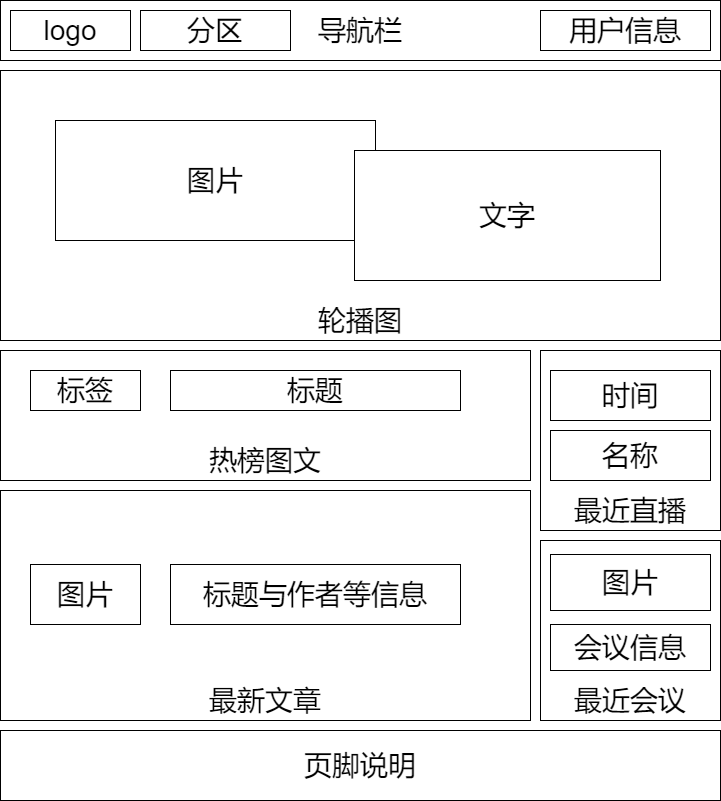 logo
分区
导航栏
用户信息
图片
文字
轮播图
标签
标题
热榜图文
时间
名称
最近直播
图片
标题与作者等信息
最新文章
图片
会议信息
最近会议
页脚说明